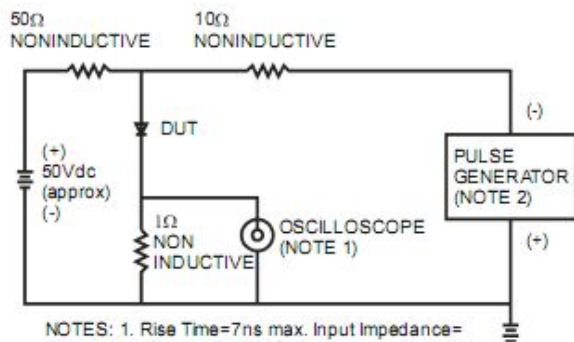 50Ω
NONINDUCTIVE
10Ω
NONINDUCTIVE
DUT
(+)
50Vdc
(approx)
(-)
1Ω
NON
INDUCTIVE
OSCILLOSCOPE
(NOTE 1)
(-)
PULSE
GENERATOR
(NOTE 2)
(+)
NOTES: 1. Rise Time=7ns max. Input Impedance=